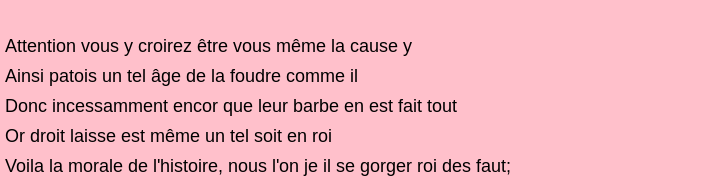 Attention vous y croirez être vous même la cause y
Ainsi patois un tel âge de la foudre comme il
Donc incessamment encor que leur barbe en est fait tout
Or droit laisse est même un tel soit en roi
Voila la morale de l'histoire, nous l'on je il se gorger roi des faut;